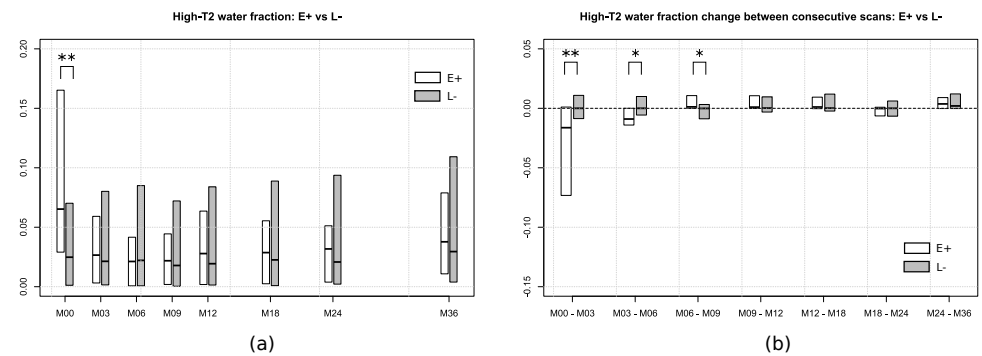 High-T2 water fraction: E+ vs L-
0.20
0.15
0.10
0.05
0.00
**
E+
L-
M00 M03 M06 M09 M12 M18 M24 M36
(a)
High-T2 water fraction change between consecutive scans: E+ vs L-
0.05
0.00
-0.05
-0.10
-0.15
** * *
E+
L-
M00 - M03 M03 - M06 M06 - M09 M09 - M12 M12 - M18 M18 - M24 M24 - M36
(b)